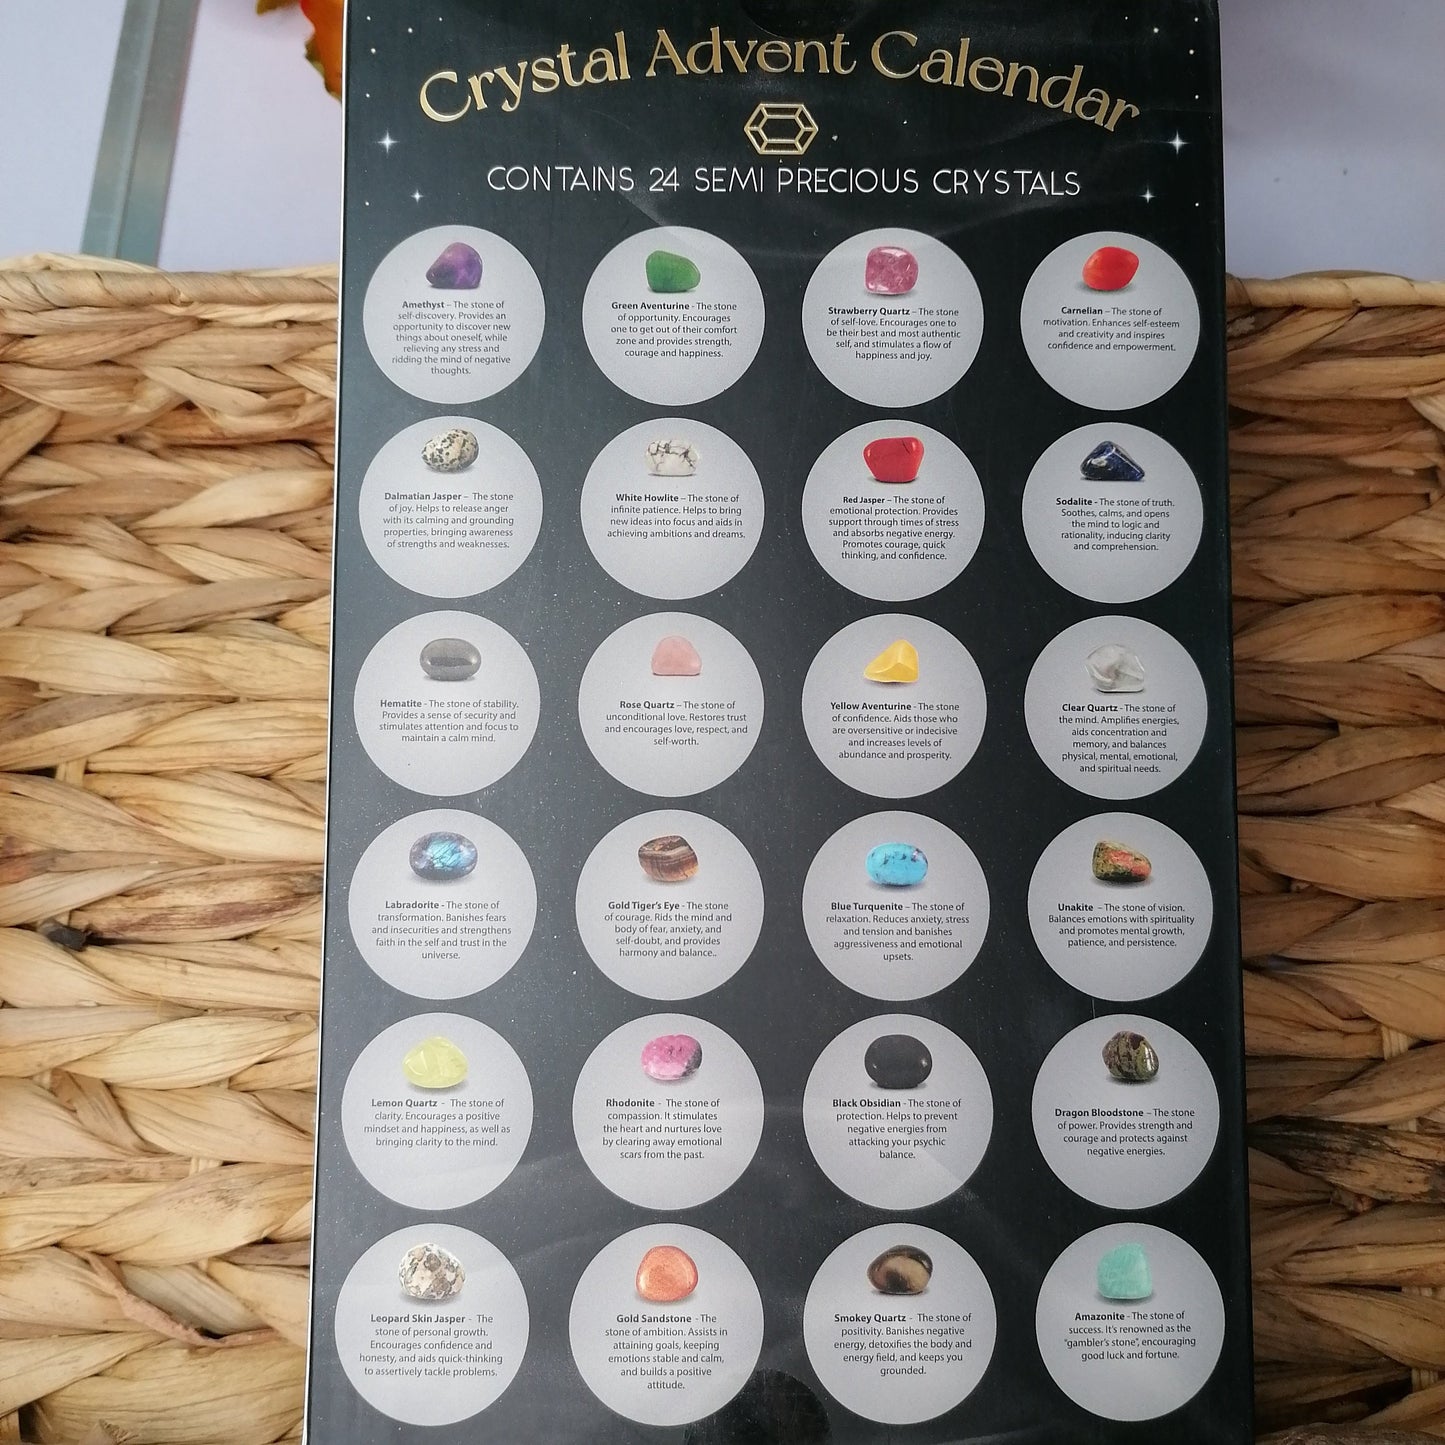 Crystal Advent Calendar
CONTAINS 24 SEMI PRECIOUS CRYSTALS
Amethyst – The stone of
self-discovery. Provides an
opportunity to discover new
things about oneself, while
relieving any stress and
ridding the mind of negative
thoughts.
Green Aventurine - The stone
of opportunity. Encourages
one to get out of their comfort
zone and provides strength,
courage and happiness.
Strawberry Quartz – The stone
of self-love. Encourages one to
be their best and most authentic
self, and stimulates a flow of
happiness and joy.
Carnelian – The stone of
motivation. Enhances self-esteem
and creativity and inspires
confidence and empowerment.
Dalmatian Jasper – The stone
of joy. Helps to release anger
with its calming and grounding
properties, bringing awareness
of strengths and weaknesses.
White Howlite – The stone of
infinite patience. Helps to bring
new ideas into focus and aids in
achieving ambitions and dreams.
Red Jasper – The stone of
emotional protection. Provides
support through times of stress
and absorbs negative energy.
Promotes courage, quick
thinking, and confidence.
Sodalite - The stone of truth.
Soothes, calms, and opens
the mind to logic and
rationality, inducing clarity
and comprehension.
Hematite - The stone of stability.
Provides a sense of security and
stimulates attention and focus to
maintain a calm mind.
Rose Quartz – The stone of
unconditional love. Restores trust
and encourages love, respect, and
self-worth.
Yellow Aventurine - The stone
of confidence. Aids those who
are oversensitive or indecisive
and increases levels of
abundance and prosperity.
Clear Quartz - The stone of
the mind. Amplifies energies,
aids concentration and
memory, and balances
physical, mental, emotional,
and spiritual needs.
Labradorite - The stone of
transformation. Banishes fears
and insecurities and strengthens
faith in the self and trust in the
universe.
Gold Tiger's Eye - The stone
of courage. Rids the mind and
body of fear, anxiety, and
self-doubt, and provides
harmony and balance..
Blue Turquenite – The stone of
relaxation. Reduces anxiety, stress
and tension and banishes
aggressiveness and emotional
upsets.
Unakite – The stone of vision.
Balances emotions with spirituality
and promotes mental growth,
patience, and persistence.
Lemon Quartz - The stone of
clarity. Encourages a positive
mindset and happiness, as well as
bringing clarity to the mind.
Rhodonite - The stone of
compassion. It stimulates
the heart and nurtures love
by clearing away emotional
scars from the past.
Black Obsidian - The stone of
protection. Helps to prevent
negative energies from
attacking your psychic
balance.
Dragon Bloodstone – The stone
of power. Provides strength and
courage and protects against
negative energies.
Leopard Skin Jasper - The
stone of personal growth.
Encourages confidence and
honesty, and aids quick-thinking
to assertively tackle problems.
Gold Sandstone - The
stone of ambition. Assists in
attaining goals, keeping
emotions stable and calm,
and builds a positive
attitude.
Smokey Quartz - The stone of
positivity. Banishes negative
energy, detoxifies the body and
energy field, and keeps you
grounded.
Amazonite - The stone of
success. It's renowned as the
"gambler's stone", encouraging
good luck and fortune.